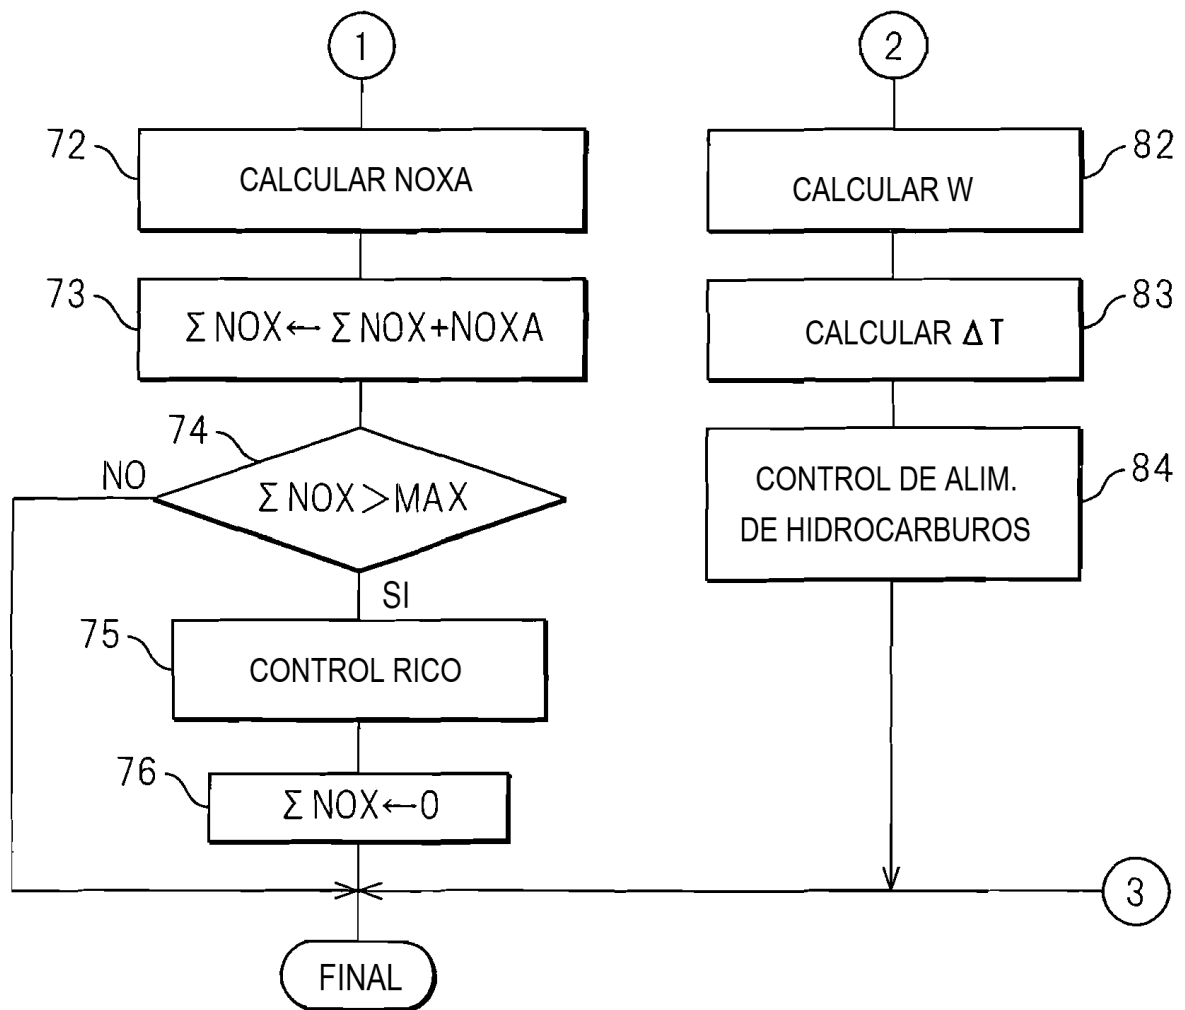 1
72
CALCULAR NOXA
73
Σ NOX←Σ NOX+NOXA
74
NO
Σ NOX>MAX
SI
75
CONTROL RICO
76
Σ NOX←0
FINAL
2
82
CALCULAR W
83
CALCULAR ΔT
84
CONTROL DE ALIM.
DE HIDROCARBUROS
3